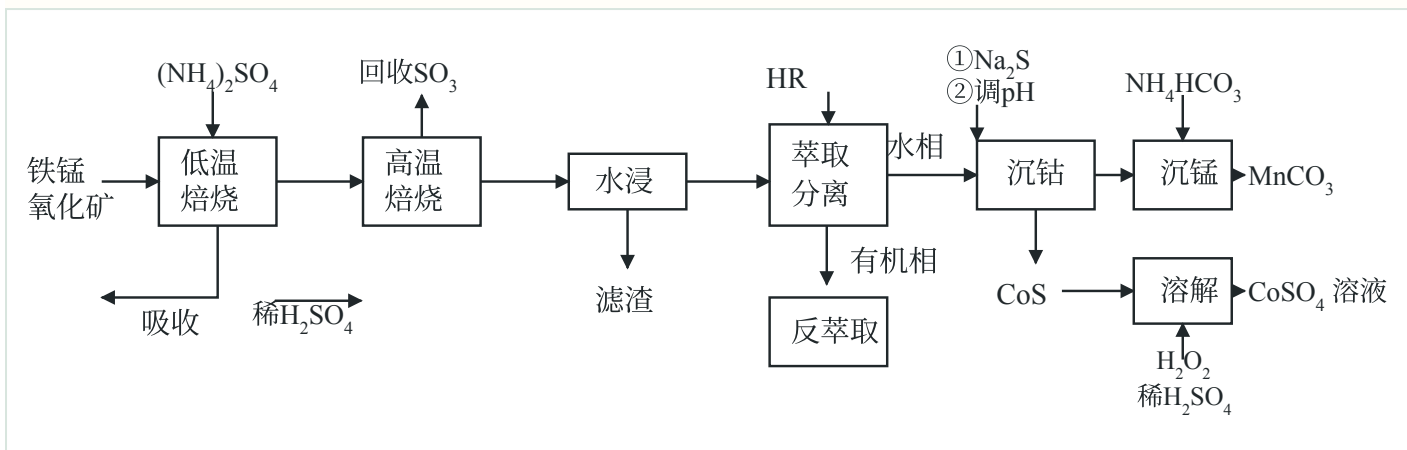 (NH₄)₂SO₄
回收SO₃
HR
①Na₂S
②调pH
NH₄HCO₃
铁锰
氧化矿
低温
焙烧
高温
焙烧
水浸
萃取
分离
水相
沉钴
沉锰
MnCO₃
吸收
稀H₂SO₄
滤渣
有机相
反萃取
CoS
溶解
CoSO₄ 溶液
H₂O₂
稀H₂SO₄